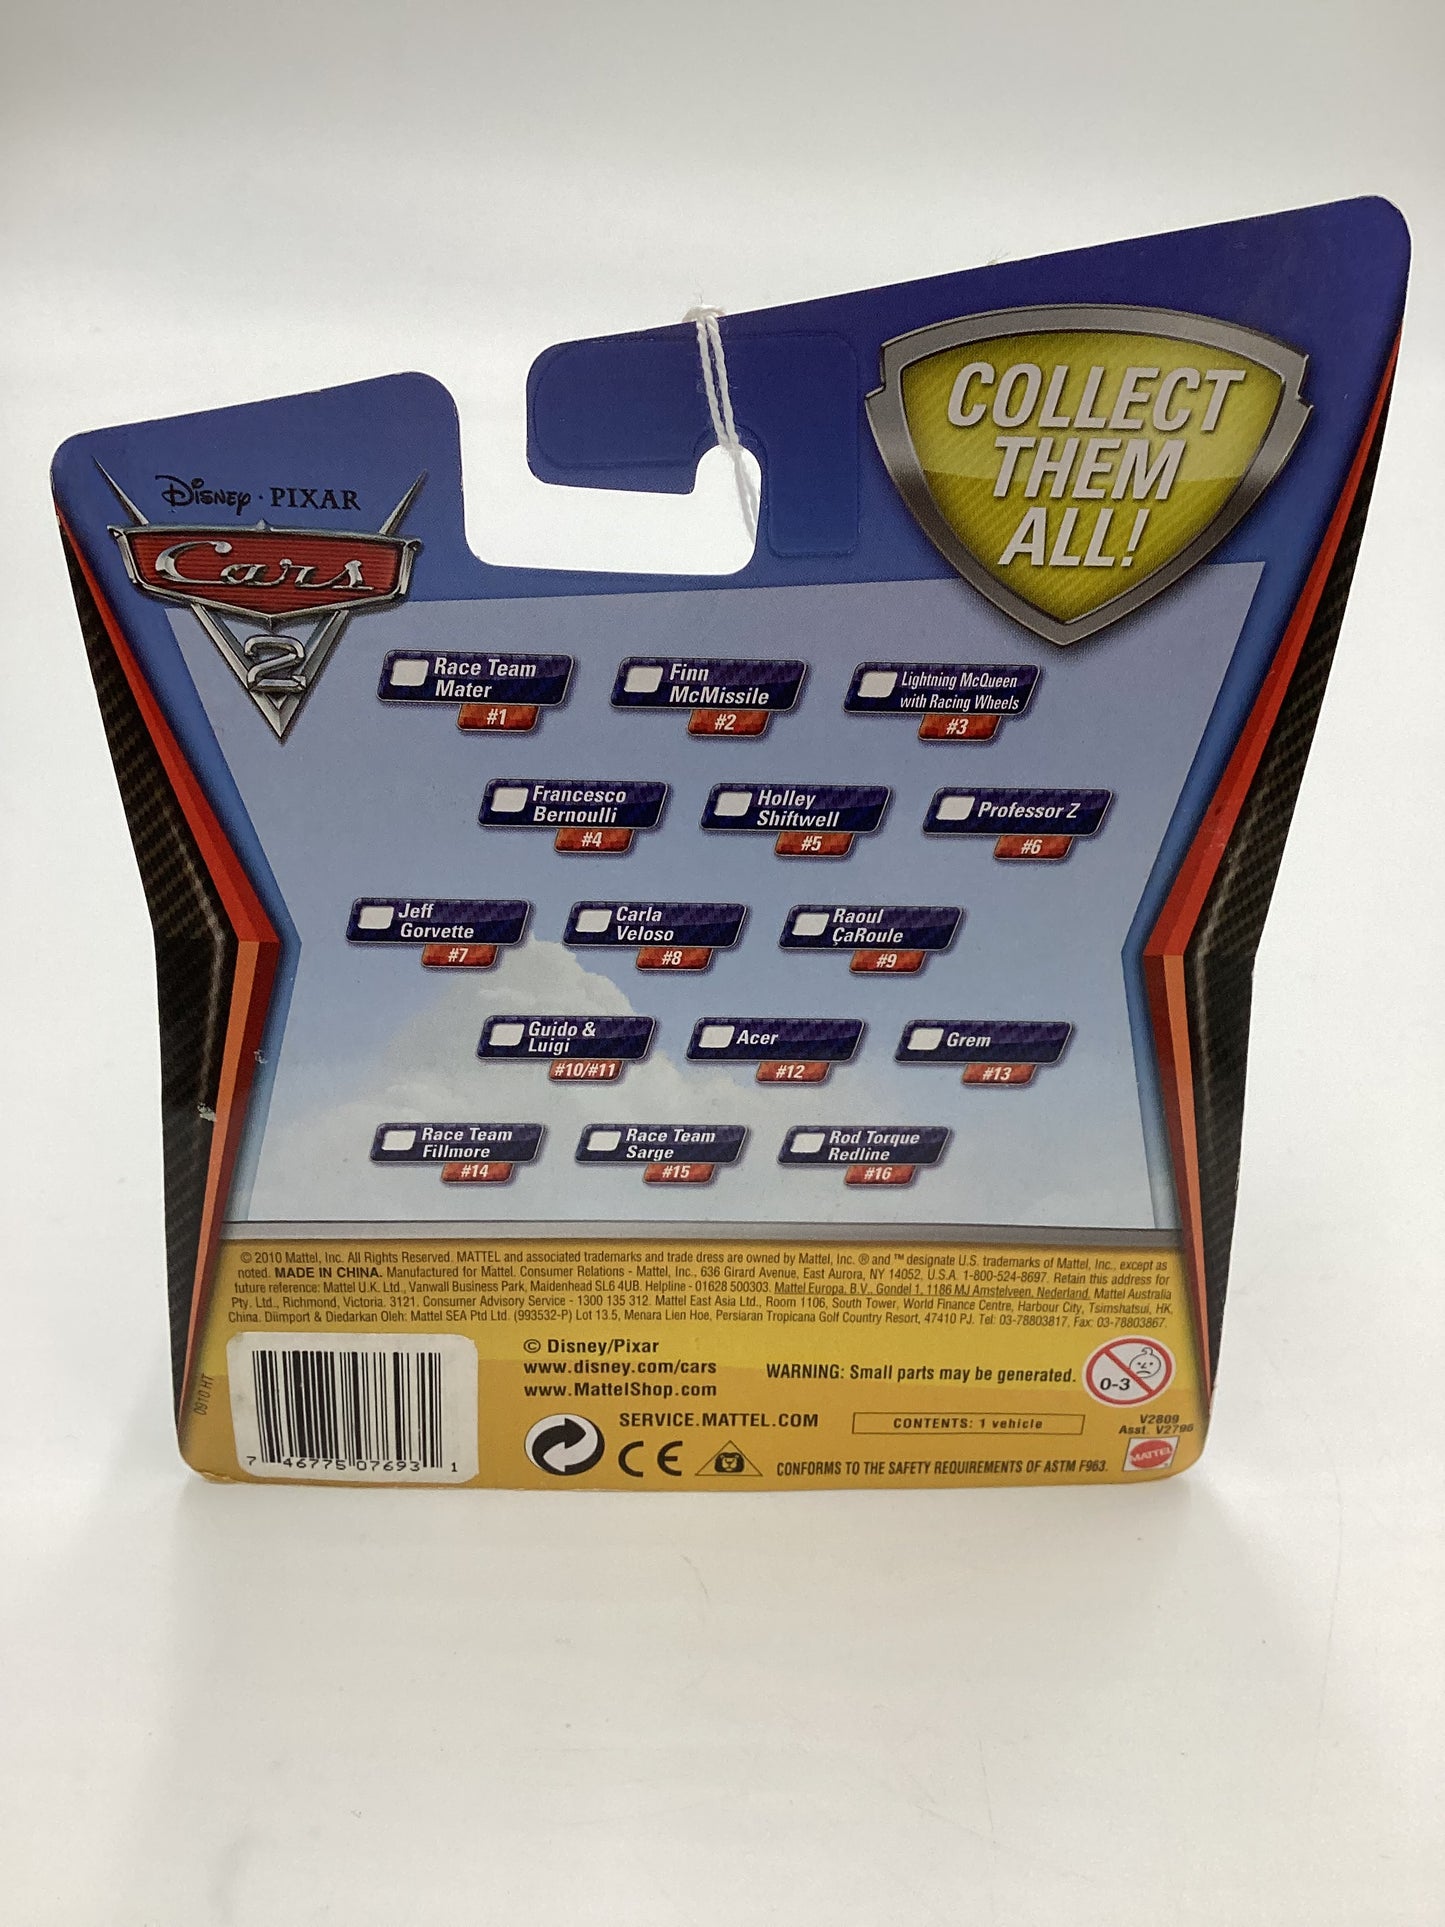 Disney · PIXAR
Cars
2
COLLECT
THEM
ALL!
Race Team
Mater
#1
Finn
McMissile
#2
Lightning McQueen
with Racing Wheels
#3
Francesco
Bernoulli
#4
Holley
Shiftwell
#5
Professor Z
#6
Jeff
Gorvette
#7
Carla
Veloso
#8
Raoul
ÇaRoule
#9
Guido &
Luigi
#10/#11
Acer
#12
Grem
#13
Race Team
Fillmore
#14
Race Team
Sarge
#15
Rod Torque
Redline
#16
© 2010 Mattel, Inc. All Rights Reserved. MATTEL and associated trademarks and trade dress are owned by Mattel, Inc. ® and ™ designate U.S. trademarks of Mattel, Inc., except as
noted. MADE IN CHINA. Manufactured for Mattel. Consumer Relations - Mattel, Inc., 636 Girard Avenue, East Aurora, NY 14052, U.S.A. 1-800-524-8697. Retain this address for
future reference: Mattel U.K. Ltd., Vanwall Business Park, Maidenhead SL6 4UB. Helpline - 01628 500303. Mattel Europa, B.V., Gondel 1, 1186 MJ Amstelveen, Nederland. Mattel Australia
Pty. Ltd., Richmond, Victoria. 3121. Consumer Advisory Service - 1300 135 312. Mattel East Asia Ltd., Room 1106, South Tower, World Finance Centre, Harbour City, Tsimshatsui, HK,
China. Diimport & Diedarkan Oleh: Mattel SEA Ptd Ltd. (993532-P) Lot 13.5, Menara Lien Hoe, Persiaran Tropicana Golf Country Resort, 47410 PJ. Tel: 03-78803817, Fax: 03-78803867.
0910 HT
7 46775 07693 1
© Disney/Pixar
www.disney.com/cars
www.MattelShop.com
WARNING: Small parts may be generated.
0-3
SERVICE.MATTEL.COM
CONTENTS: 1 vehicle
V2809
Asst. V2796
CE
CONFORMS TO THE SAFETY REQUIREMENTS OF ASTM F963.
MATTEL